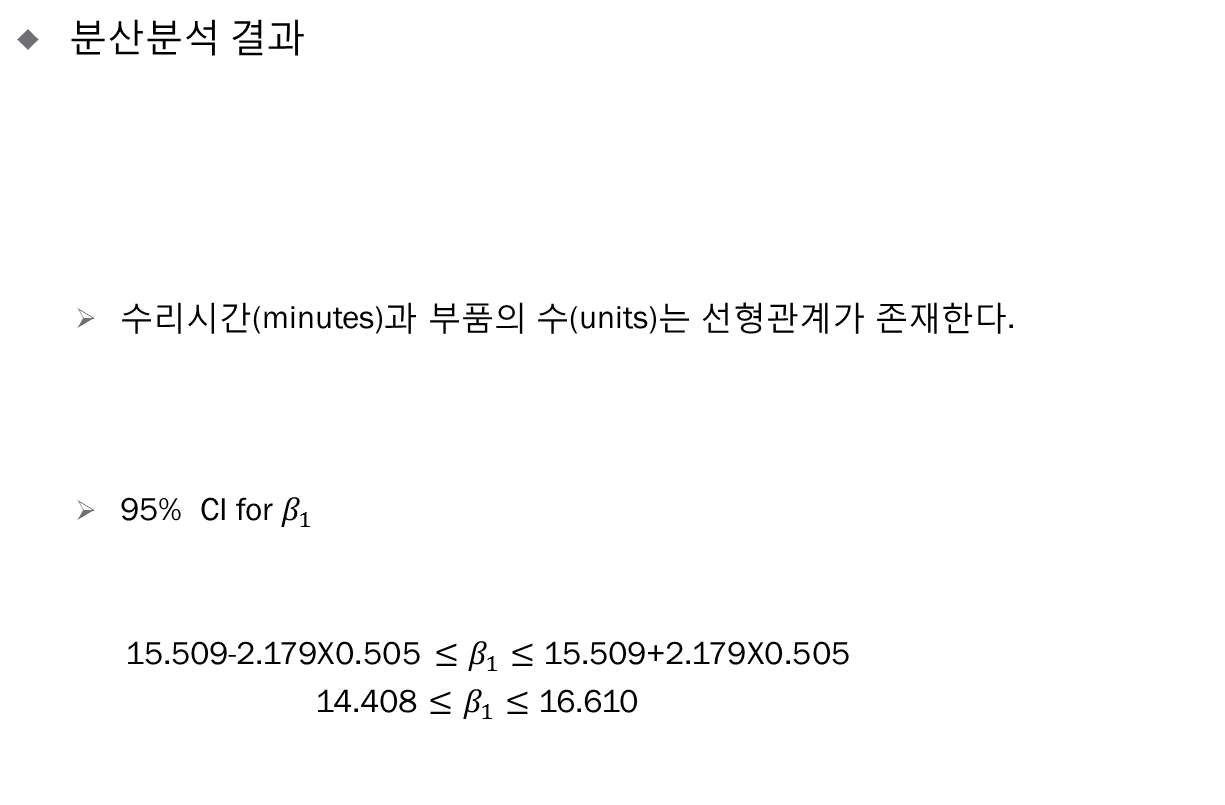 ◆ 분산분석 결과
➢ 수리시간(minutes)과 부품의 수(units)는 선형관계가 존재한다.
➢ 95% CI for β₁
15.509-2.179X0.505 ≤ β₁ ≤ 15.509+2.179X0.505
14.408 ≤ β₁ ≤ 16.610